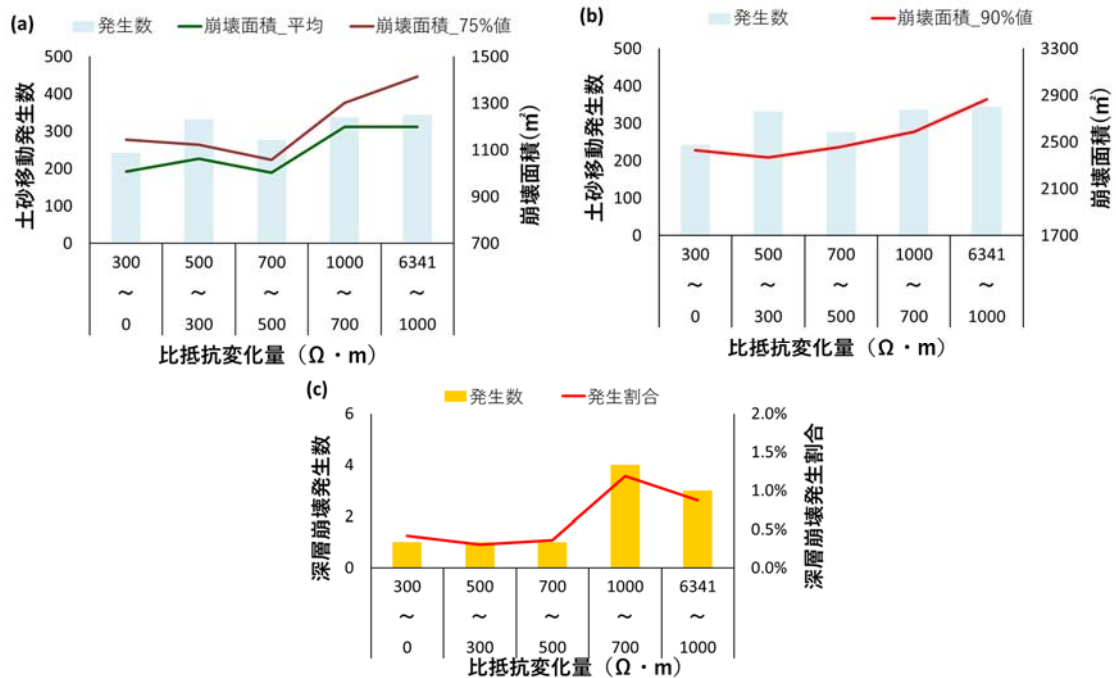 (a)
発生数 崩壊面積_平均 崩壊面積_75%値
土砂移動発生数
500
400
300
200
100
0
1500
1300
1100
900
700
崩壊面積(㎡)
300 500 700 1000 6341
～ ～ ～ ～ ～
0 300 500 700 1000
比抵抗変化量（Ω・m）
(b)
発生数 崩壊面積_90%値
土砂移動発生数
500
400
300
200
100
0
3300
2900
2500
2100
1700
崩壊面積(㎡)
300 500 700 1000 6341
～ ～ ～ ～ ～
0 300 500 700 1000
比抵抗変化量（Ω・m）
(c)
発生数 発生割合
深層崩壊発生数
6
4
2
0
2.0%
1.5%
1.0%
0.5%
0.0%
深層崩壊発生割合
300 500 700 1000 6341
～ ～ ～ ～ ～
0 300 500 700 1000
比抵抗変化量（Ω・m）